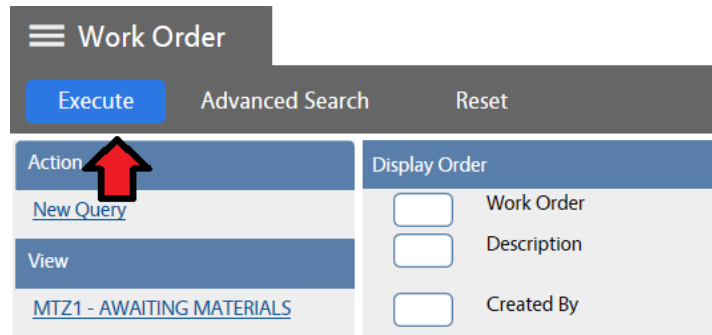 Work Order
Execute Advanced Search Reset
Action
New Query
View
MTZ1 - AWAITING MATERIALS
Display Order
Work Order
Description
Created By